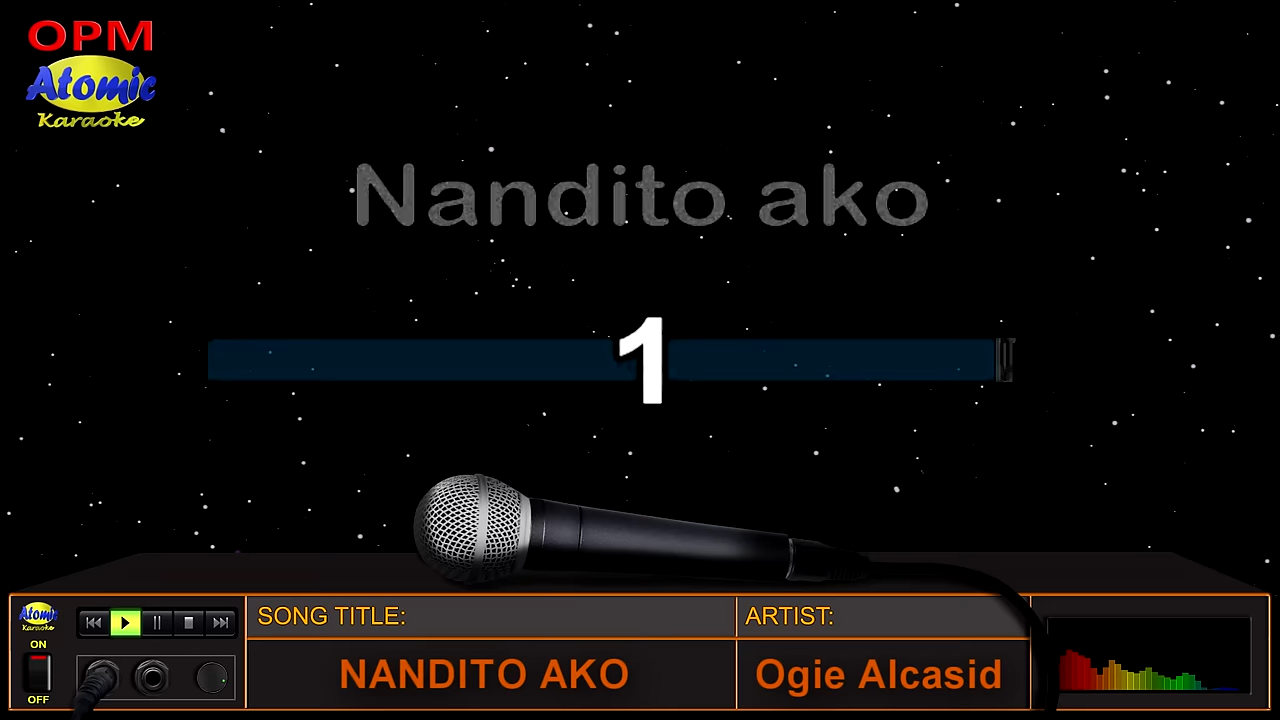 OPM
Atomic
Karaoke
Nandito ako
1
Atomic
Karaoke
ON
OFF
SONG TITLE:
NANDITO AKO
ARTIST:
Ogie Alcasid